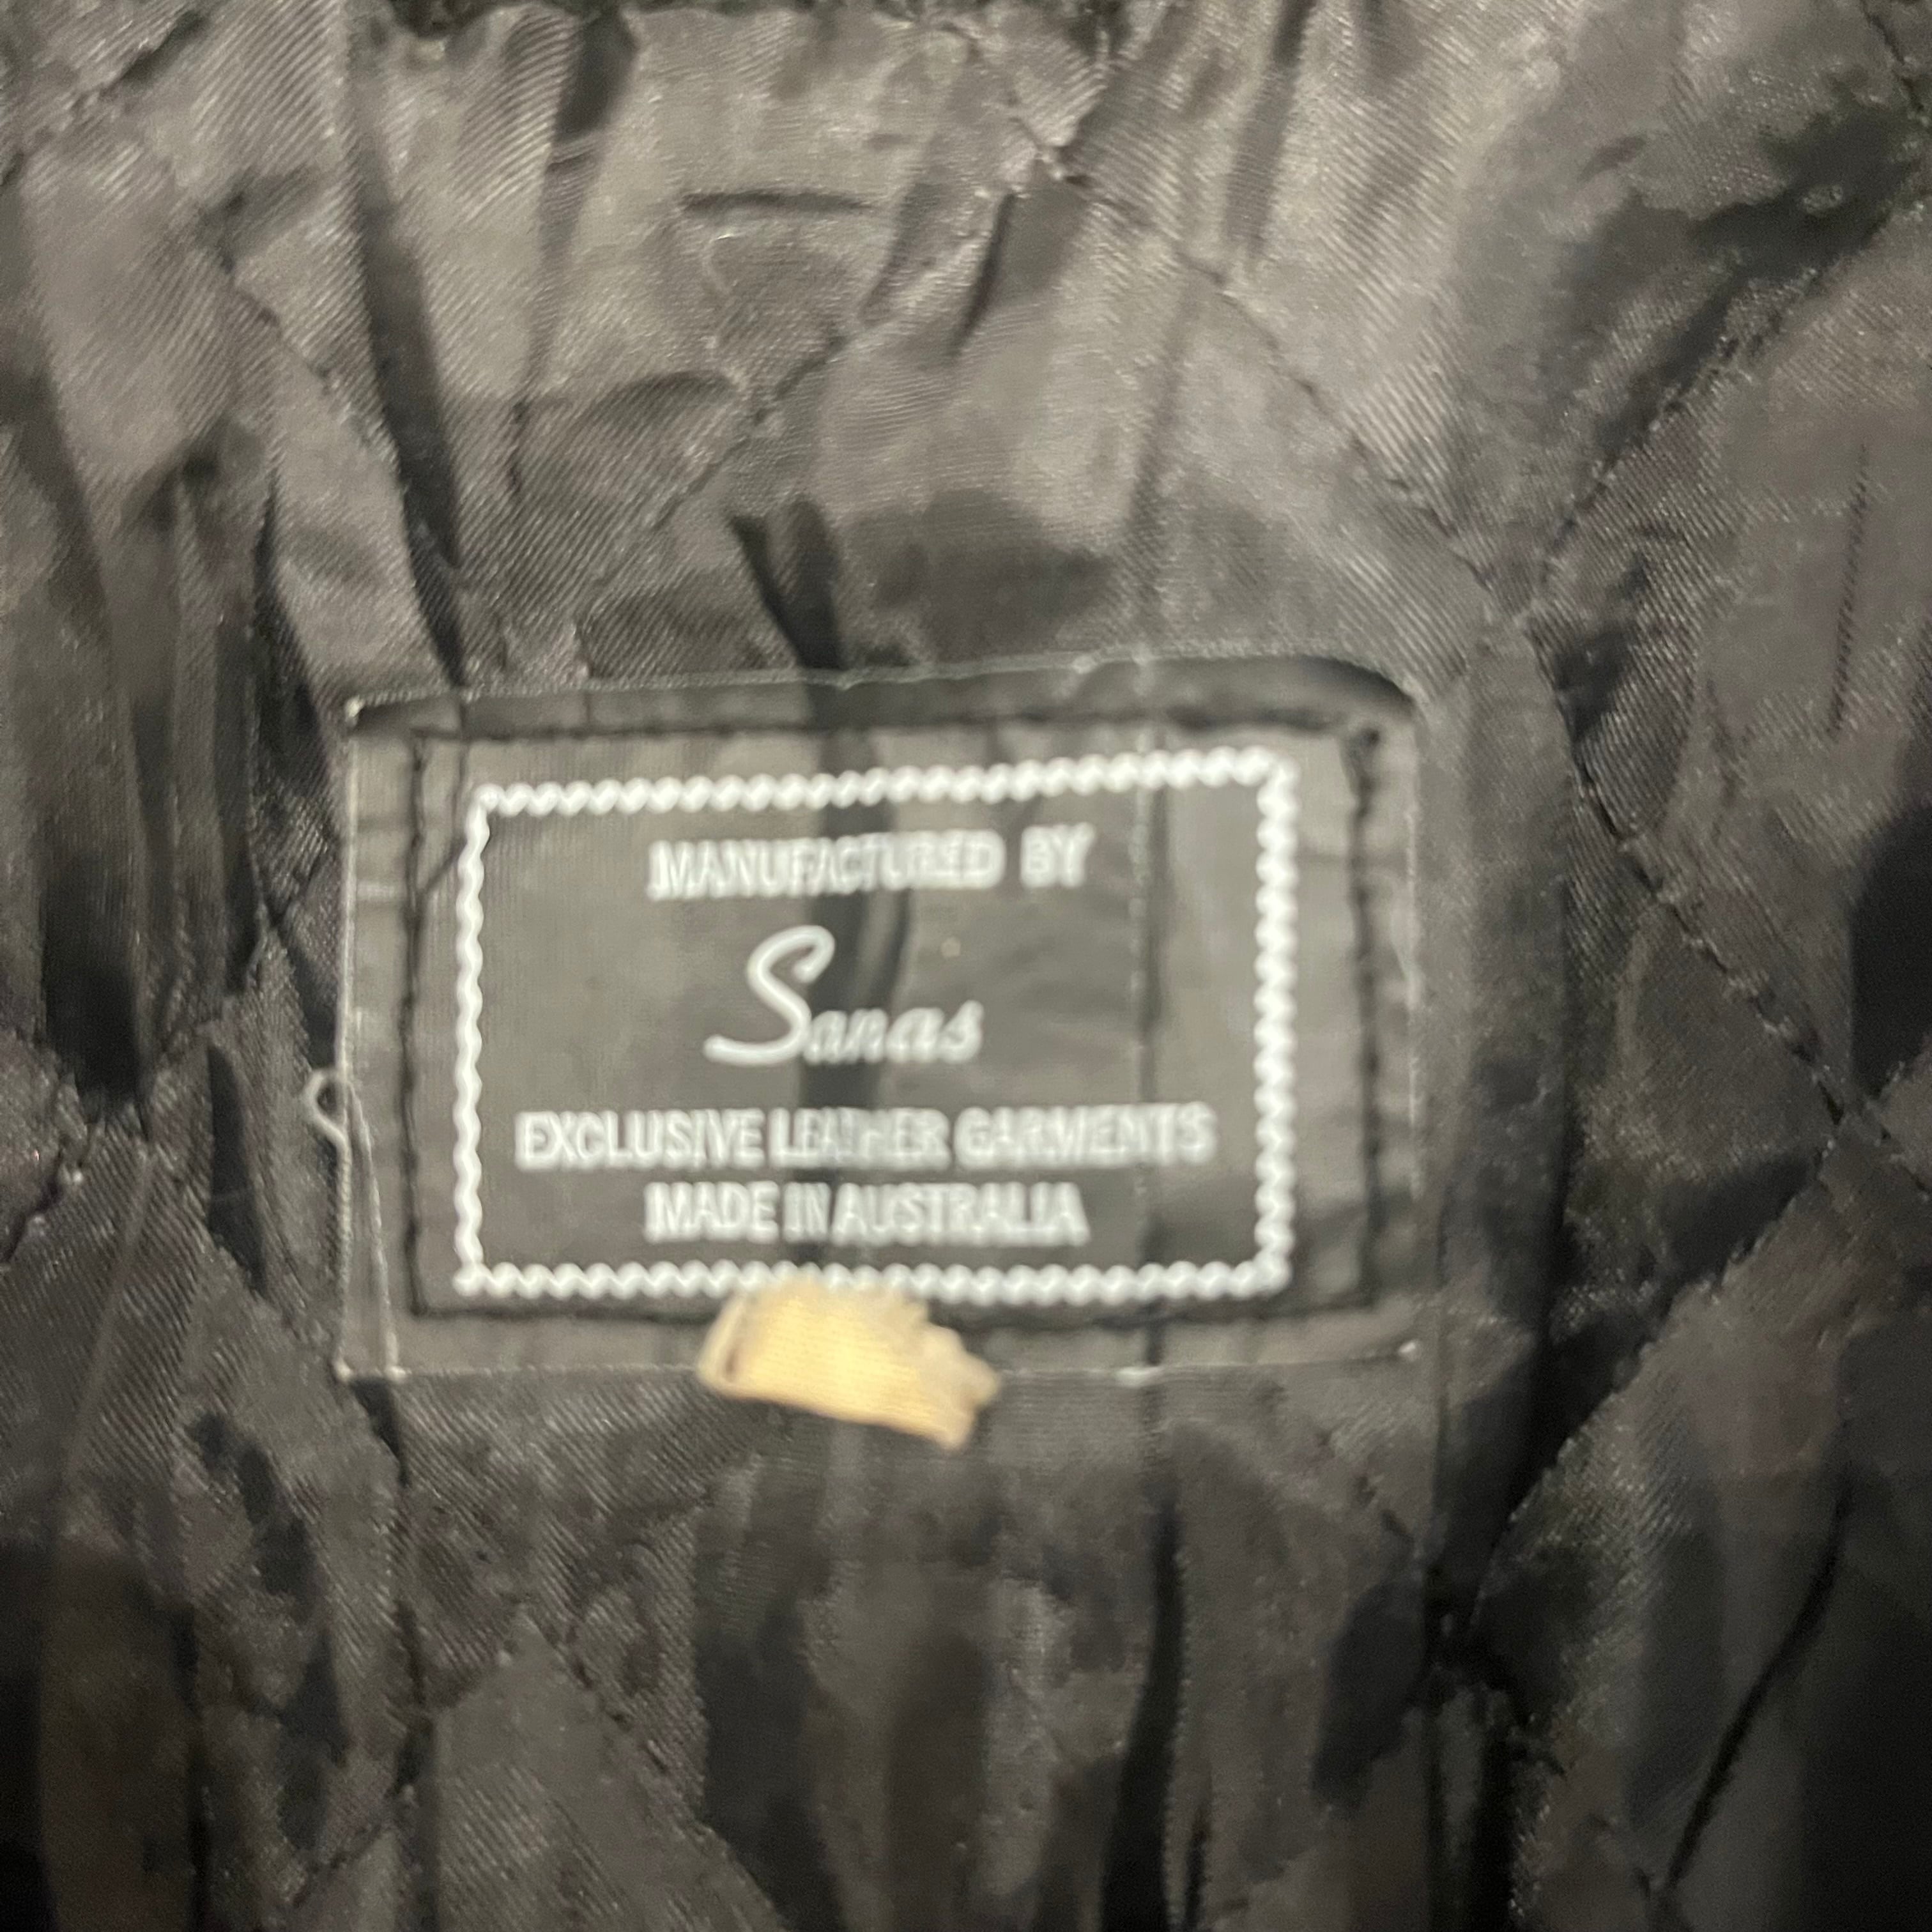 MANUFACTURED BY
Sanas
EXCLUSIVE LEATHER GARMENTS
MADE IN AUSTRALIA